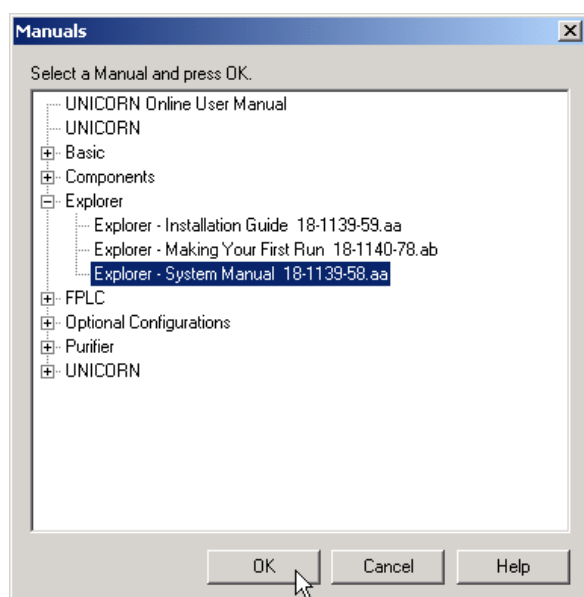 Manuals
Select a Manual and press OK.
UNICORN Online User Manual
UNICORN
Basic
Components
Explorer
Explorer - Installation Guide 18-1139-59.aa
Explorer - Making Your First Run 18-1140-78.ab
Explorer - System Manual 18-1139-58.aa
FPLC
Optional Configurations
Purifier
UNICORN
OK Cancel Help